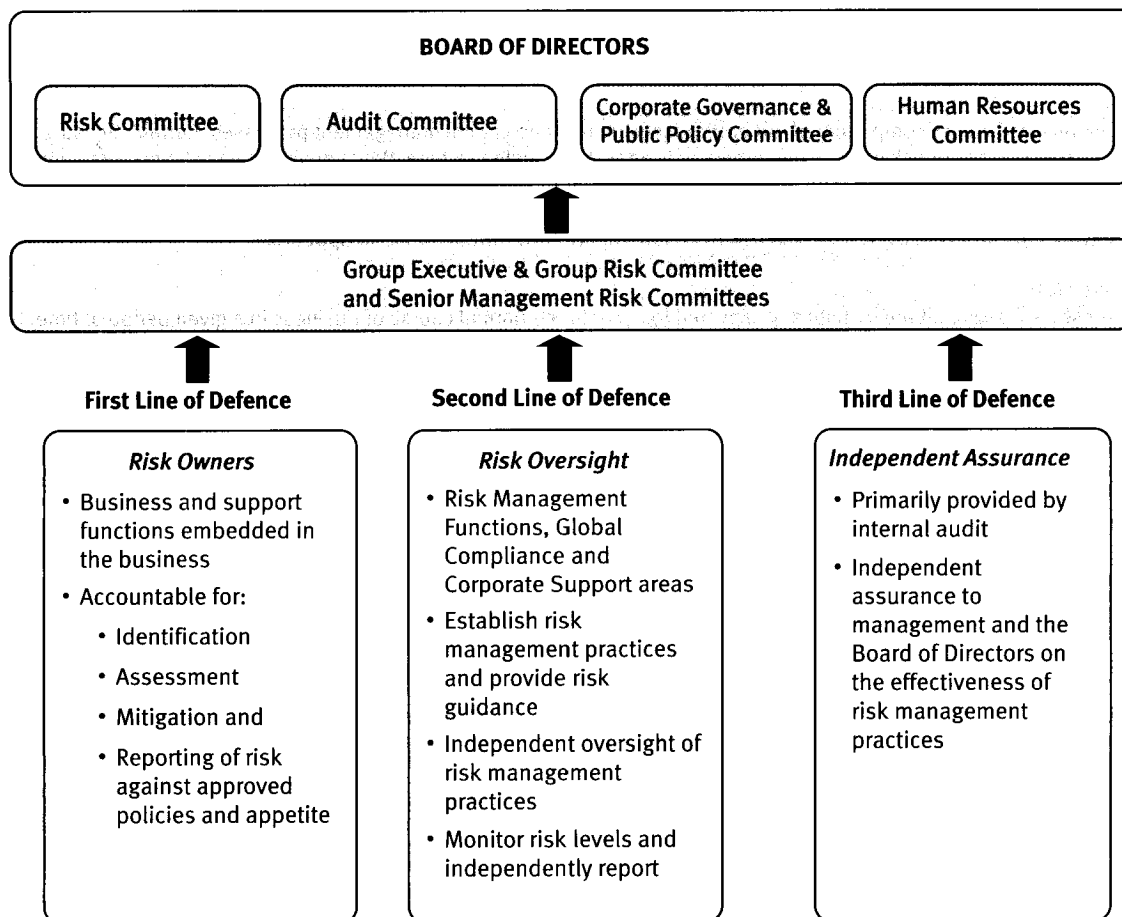 BOARD OF DIRECTORS
Risk Committee
Audit Committee
Corporate Governance &
Public Policy Committee
Human Resources
Committee
Group Executive & Group Risk Committee
and Senior Management Risk Committees
First Line of Defence
Risk Owners
• Business and support
functions embedded in
the business
• Accountable for:
• Identification
• Assessment
• Mitigation and
• Reporting of risk
against approved
policies and appetite
Second Line of Defence
Risk Oversight
• Risk Management
Functions, Global
Compliance and
Corporate Support areas
• Establish risk
management practices
and provide risk
guidance
• Independent oversight of
risk management
practices
• Monitor risk levels and
independently report
Third Line of Defence
Independent Assurance
• Primarily provided by
internal audit
• Independent
assurance to
management and the
Board of Directors on
the effectiveness of
risk management
practices